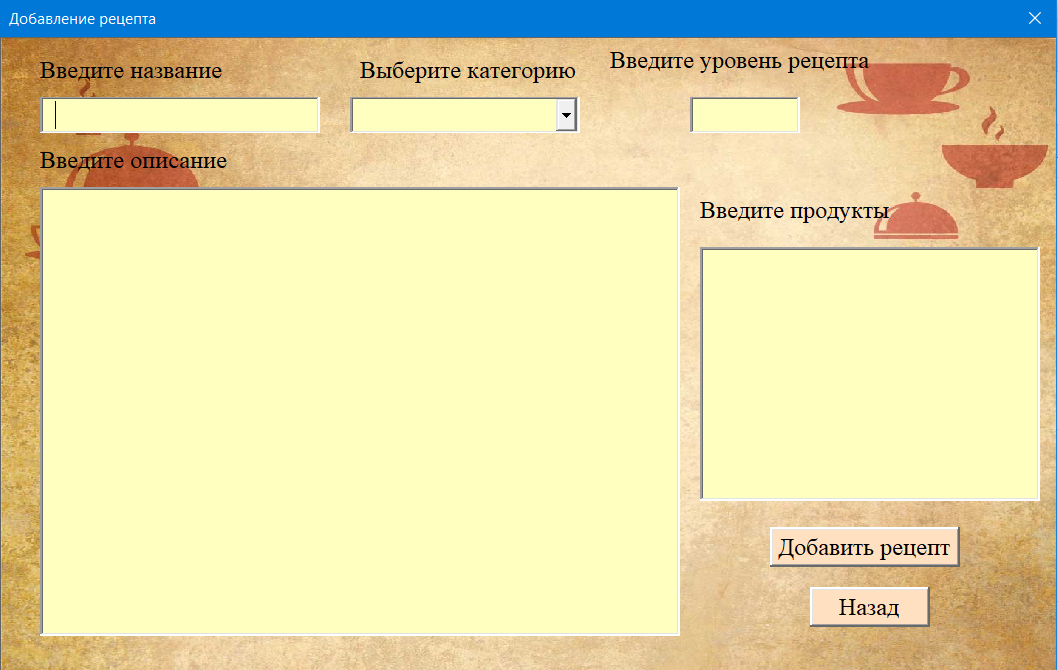 Добавление рецепта
Введите название
Выберите категорию
Введите уровень рецепта
Введите описание
Введите продукты
Добавить рецепт
Назад